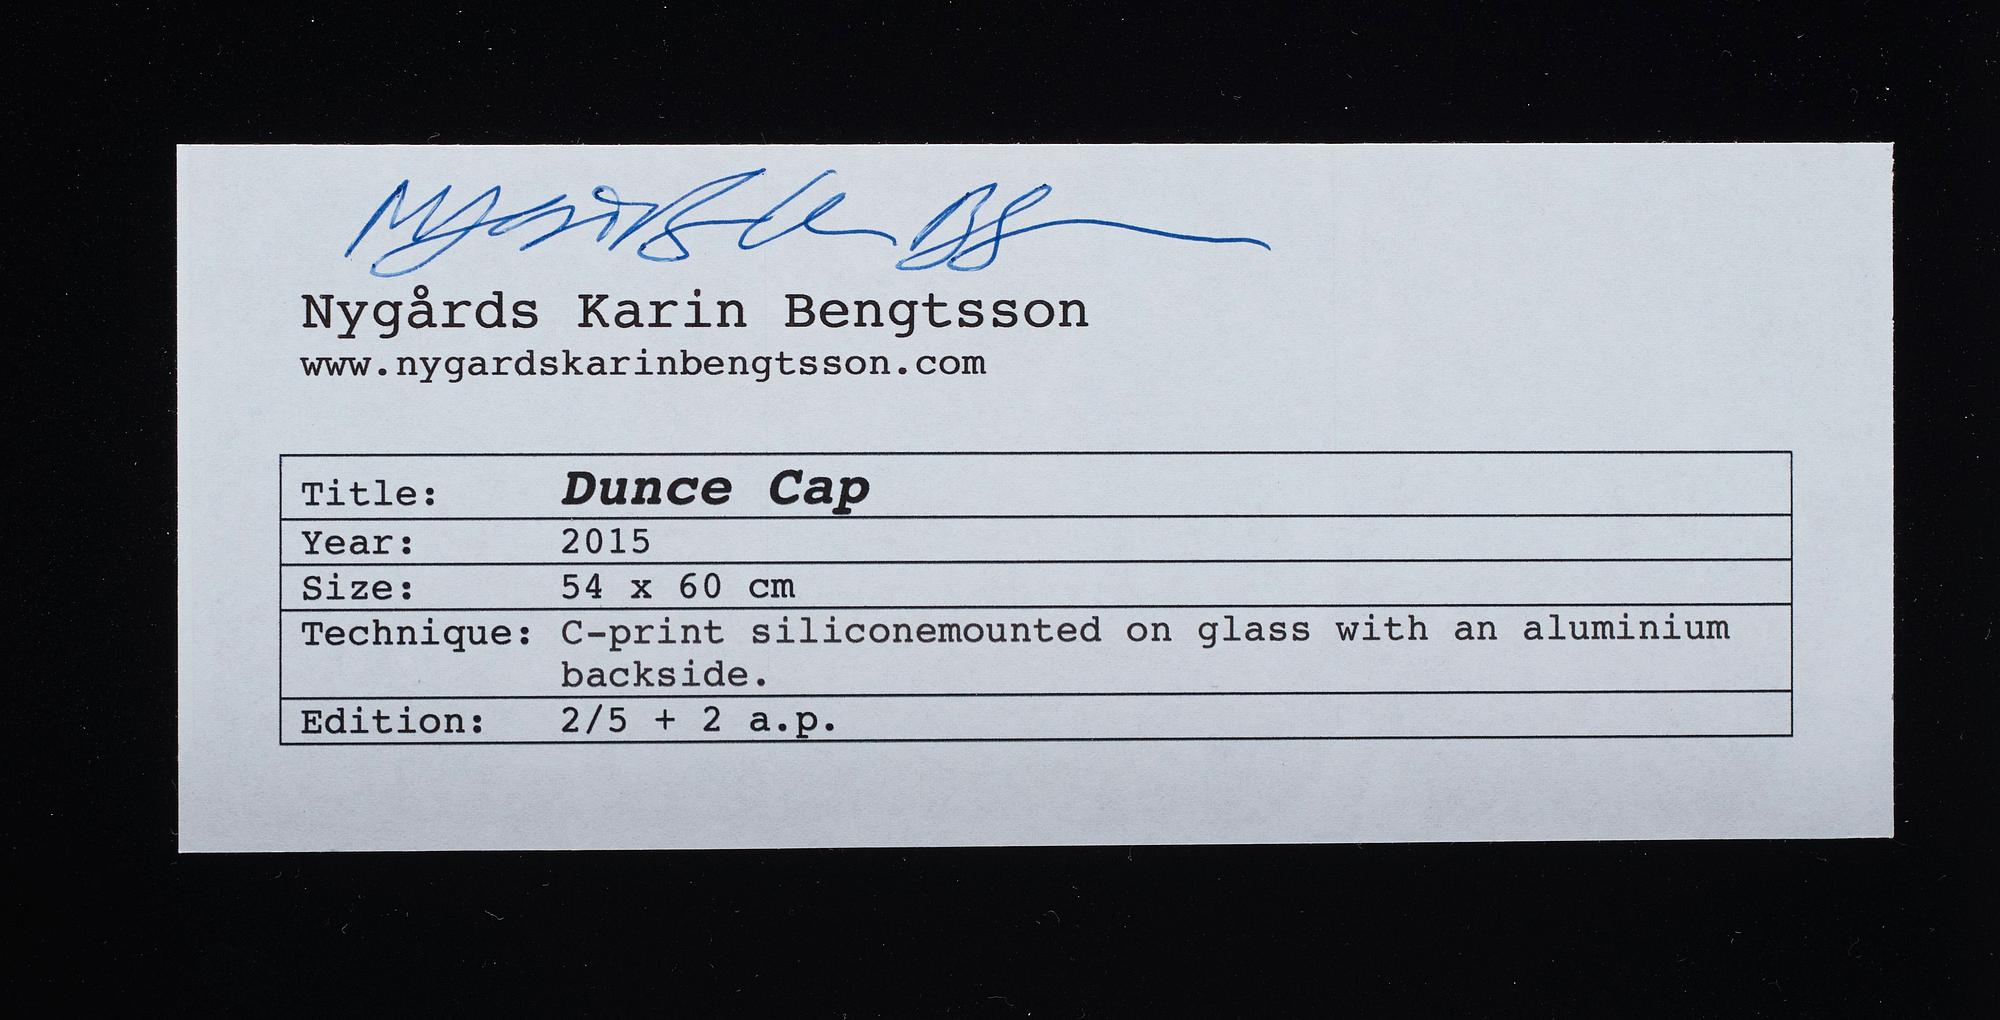 Nygårds Karin Bengtsson
www.nygardskarinbengtsson.com
Title: Dunce Cap
Year: 2015
Size: 54 x 60 cm
Technique: C-print siliconemounted on glass with an aluminium
backside.
Edition: 2/5 + 2 a.p.